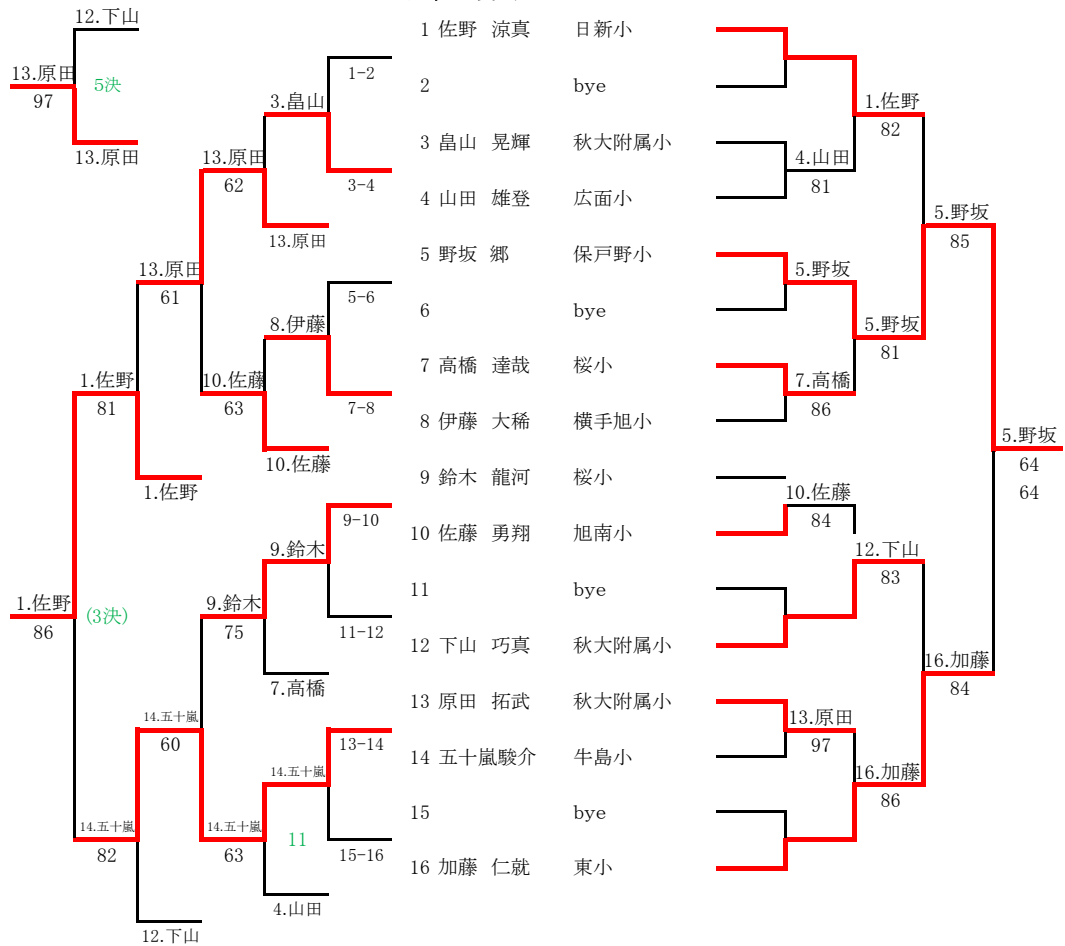 12.下山
13.原田
97
5決
13.原田
1-2
3.畠山
3-4
13.原田
62
13.原田
13.原田
61
5-6
8.伊藤
7-8
10.佐藤
63
10.佐藤
1.佐野
81
1.佐野
9-10
9.鈴木
11-12
9.鈴木
75
7.高橋
1.佐野
86
(3決)
14.五十嵐
60
13-14
14.五十嵐
11
15-16
14.五十嵐
82
14.五十嵐
63
4.山田
12.下山
1 佐野 涼真 日新小
2 bye
3 畠山 晃輝 秋大附属小
4 山田 雄登 広面小
5 野坂 郷 保戸野小
6 bye
7 高橋 達哉 桜小
8 伊藤 大稀 横手旭小
9 鈴木 龍河 桜小
10 佐藤 勇翔 旭南小
11 bye
12 下山 巧真 秋大附属小
13 原田 拓武 秋大附属小
14 五十嵐駿介 牛島小
15 bye
16 加藤 仁就 東小
1.佐野
82
4.山田
81
5.野坂
85
5.野坂
5.野坂
81
7.高橋
86
5.野坂
64
64
10.佐藤
84
12.下山
83
16.加藤
84
13.原田
97
16.加藤
86